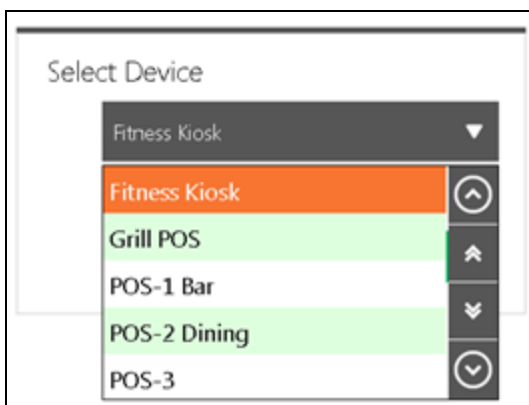 Select Device
Fitness Kiosk
Fitness Kiosk
Grill POS
POS-1 Bar
POS-2 Dining
POS-3